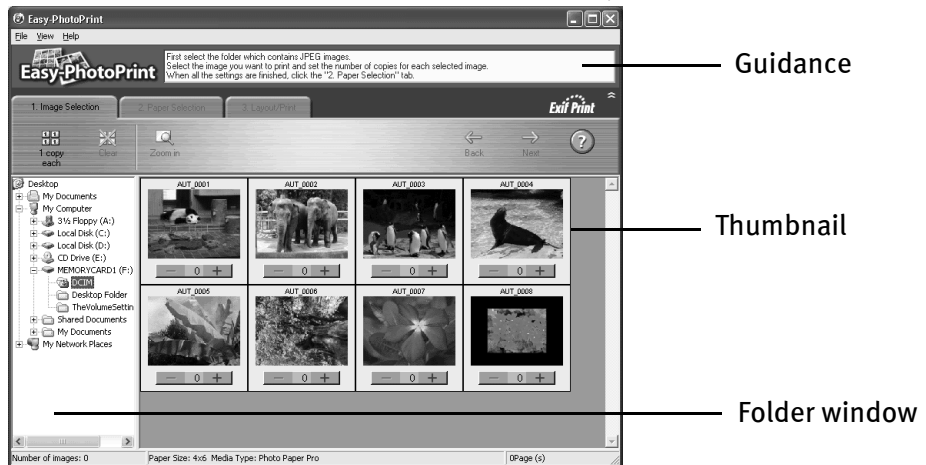 Easy-PhotoPrint
File View Help
Easy-PhotoPrint
First select the folder which contains JPEG images.
Select the image you want to print and set the number of copies for each selected image.
When all the settings are finished, click the "2. Paper Selection" tab.
Guidance
1. Image Selection
2. Paper Selection
3. Layout/Print
Exif Print
1 copy
each
Clear
Zoom in
Back
Next
?
Desktop
My Documents
My Computer
3½ Floppy (A:)
Local Disk (C:)
Local Disk (D:)
CD Drive (E:)
MEMORYCARD1 (F:)
DCIM
Desktop Folder
TheVolumeSettin
Shared Documents
My Documents
My Network Places
AUT_0001
AUT_0002
AUT_0003
AUT_0004
0
0
0
0
Thumbnail
AUT_0005
AUT_0006
AUT_0007
AUT_0008
0
0
0
0
Folder window
Number of images: 0
Paper Size: 4x6 Media Type: Photo Paper Pro
0Page (s)